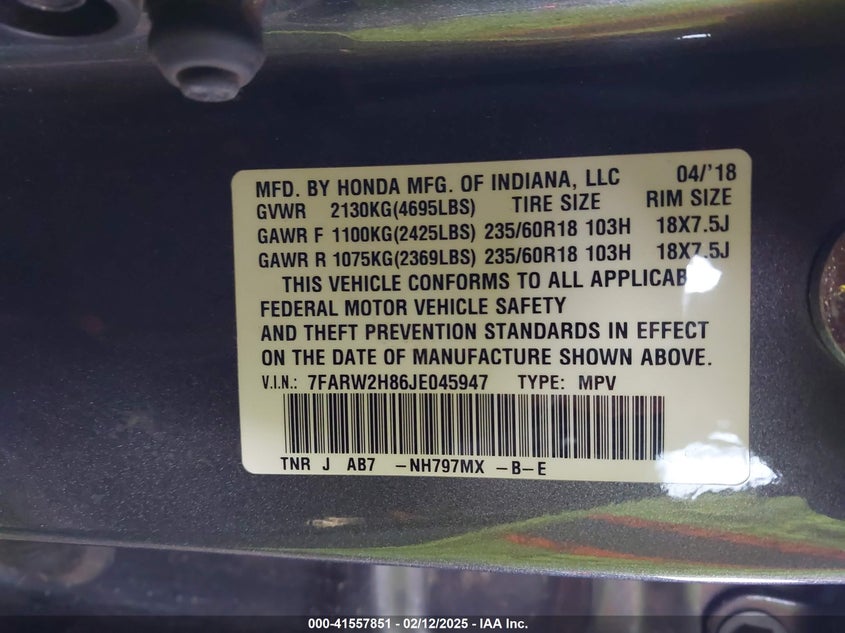 MFD. BY HONDA MFG. OF INDIANA, LLC 04/'18
GVWR 2130KG(4695LBS) TIRE SIZE RIM SIZE
GAWR F 1100KG(2425LBS) 235/60R18 103H 18X7.5J
GAWR R 1075KG(2369LBS) 235/60R18 103H 18X7.5J
THIS VEHICLE CONFORMS TO ALL
FEDERAL MOTOR VEHICLE SAFETY
AND THEFT PREVENTION STANDARDS IN EFFECT
ON THE DATE OF MANUFACTURE SHOWN ABOVE.
V.I.N.: 7FARW2H86JE045947 TYPE: MPV
TNR J AB7 -NH797MX -B-E
000-41557851 - 02/12/2025 - IAA Inc.